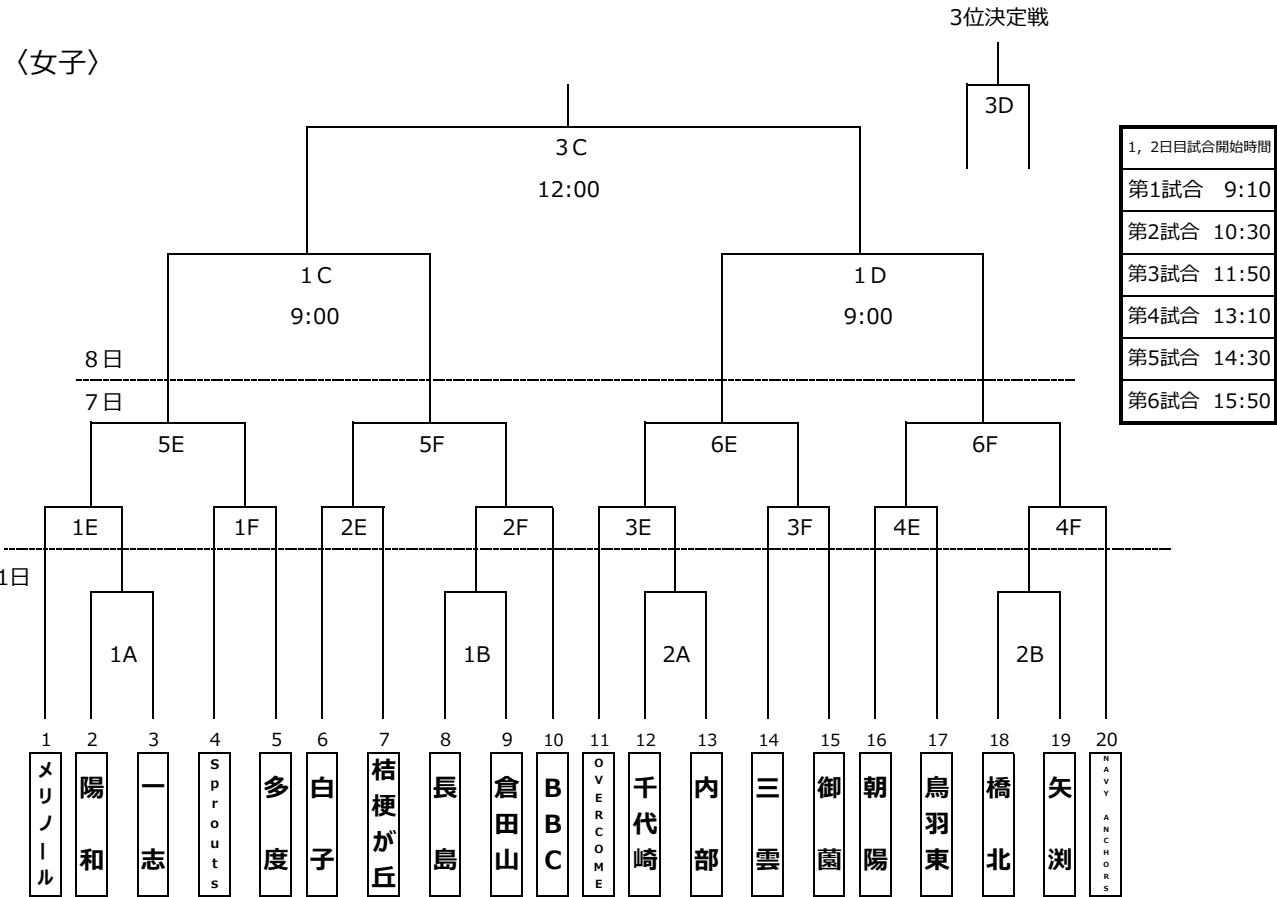 3位決定戦
〈女子〉
3D
3C
12:00
1，2日目試合開始時間
第1試合 9:10
第2試合 10:30
第3試合 11:50
第4試合 13:10
第5試合 14:30
第6試合 15:50
1C
1D
9:00
9:00
8日
7日
5E
5F
6E
6F
1E
1F
2E
2F
3E
3F
4E
4F
1日
1A
1B
2A
2B
1 2 3 4 5 6 7 8 9 10 11 12 13 14 15 16 17 18 19 20
メリノール
陽和
一志
Sprouts
多度
白子
桔梗が丘
長島
倉田山
BBC
OVERCOME
千代崎
内部
三雲
御薗
朝陽
鳥羽東
橋北
矢渕
NAVY ANCHORS